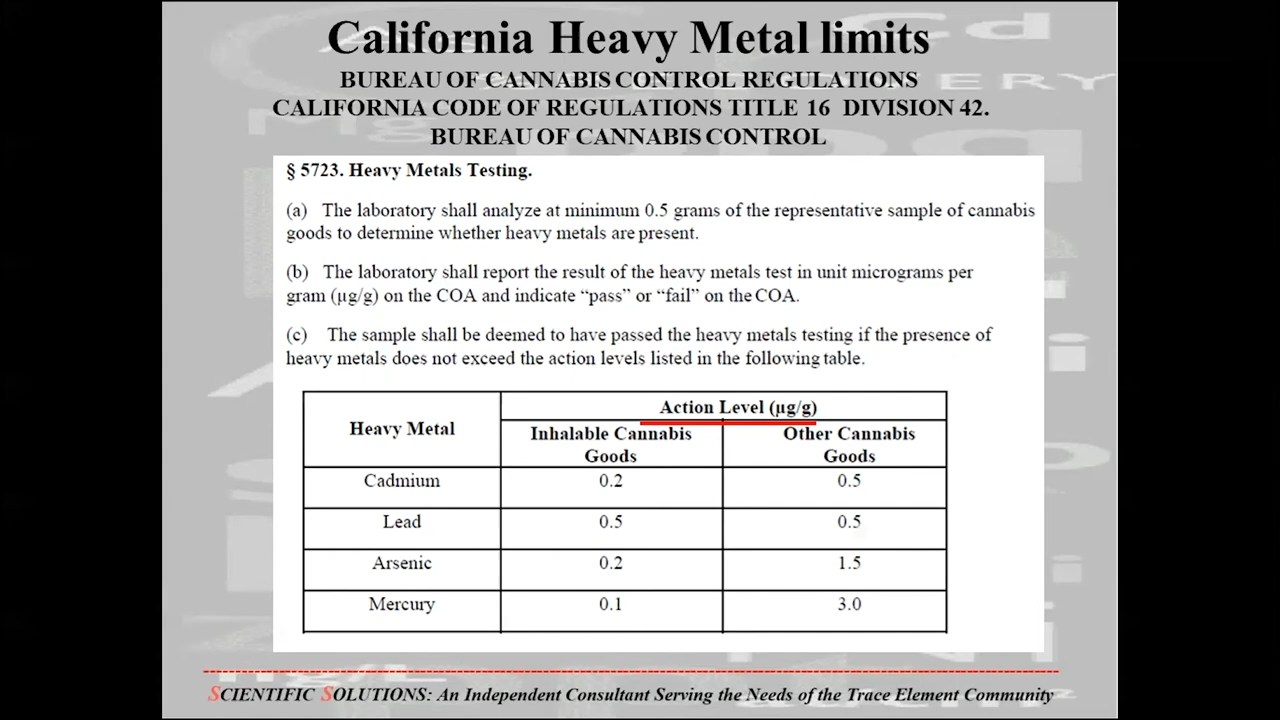 California Heavy Metal limits
BUREAU OF CANNABIS CONTROL REGULATIONS
CALIFORNIA CODE OF REGULATIONS TITLE 16 DIVISION 42.
BUREAU OF CANNABIS CONTROL
§ 5723. Heavy Metals Testing.
(a) The laboratory shall analyze at minimum 0.5 grams of the representative sample of cannabis
goods to determine whether heavy metals are present.
(b) The laboratory shall report the result of the heavy metals test in unit micrograms per
gram (µg/g) on the COA and indicate “pass” or “fail” on the COA.
(c) The sample shall be deemed to have passed the heavy metals testing if the presence of
heavy metals does not exceed the action levels listed in the following table.
Heavy Metal
Action Level (µg/g)
Inhalable Cannabis
Goods
Other Cannabis
Goods
Cadmium 0.2 0.5
Lead 0.5 0.5
Arsenic 0.2 1.5
Mercury 0.1 3.0
SCIENTIFIC SOLUTIONS: An Independent Consultant Serving the Needs of the Trace Element Community